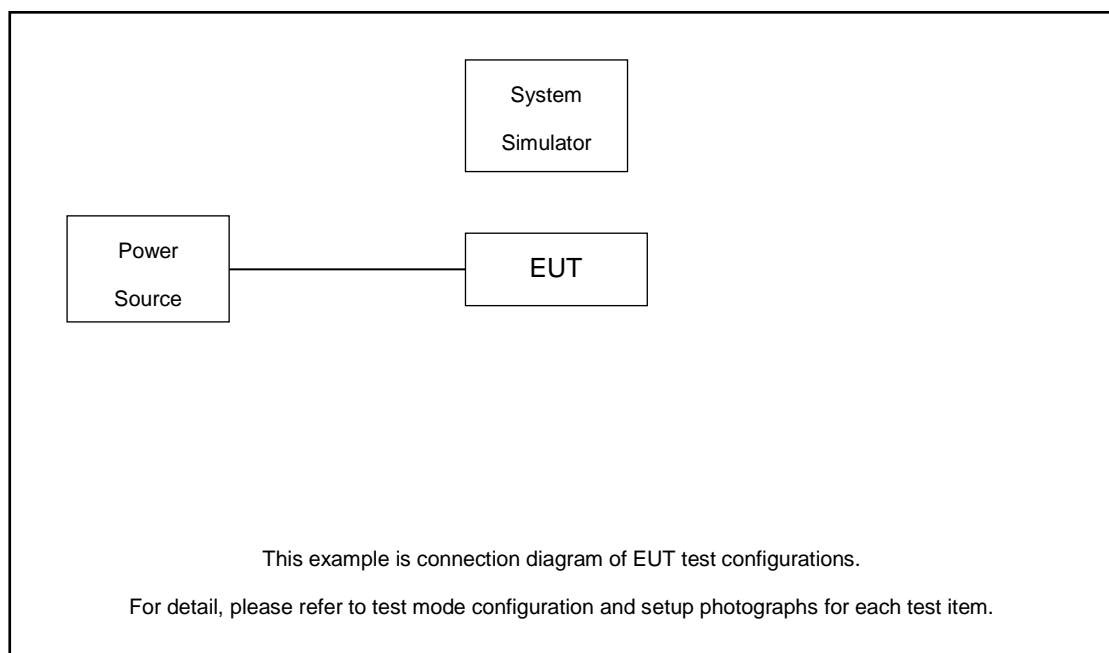 System
Simulator
Power
Source
EUT
This example is connection diagram of EUT test configurations.
For detail, please refer to test mode configuration and setup photographs for each test item.